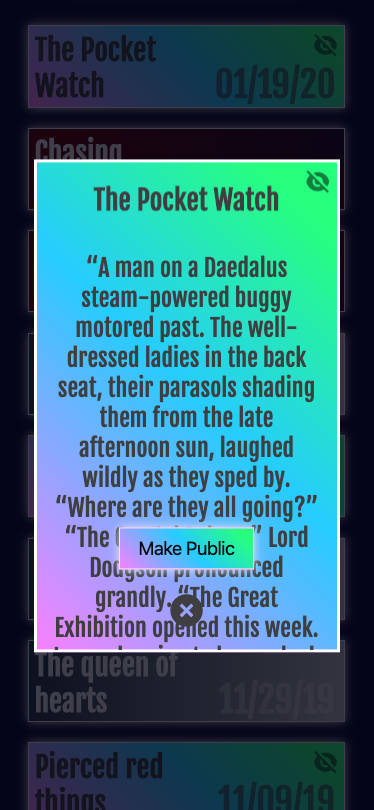 The Pocket
Watch
01/19/20
Chasing
The Pocket Watch
“A man on a Daedalus
steam-powered buggy
motored past. The well-
dressed ladies in the back
seat, their parasols shading
them from the late
afternoon sun, laughed
wildly as they sped by.
“Where are they all going?”
“The ” Lord
Make Public
Dodgson pronounced
grandly. “The Great
Exhibition opened this week.
The queen of
hearts
11/29/19
Pierced red
things
11/09/19